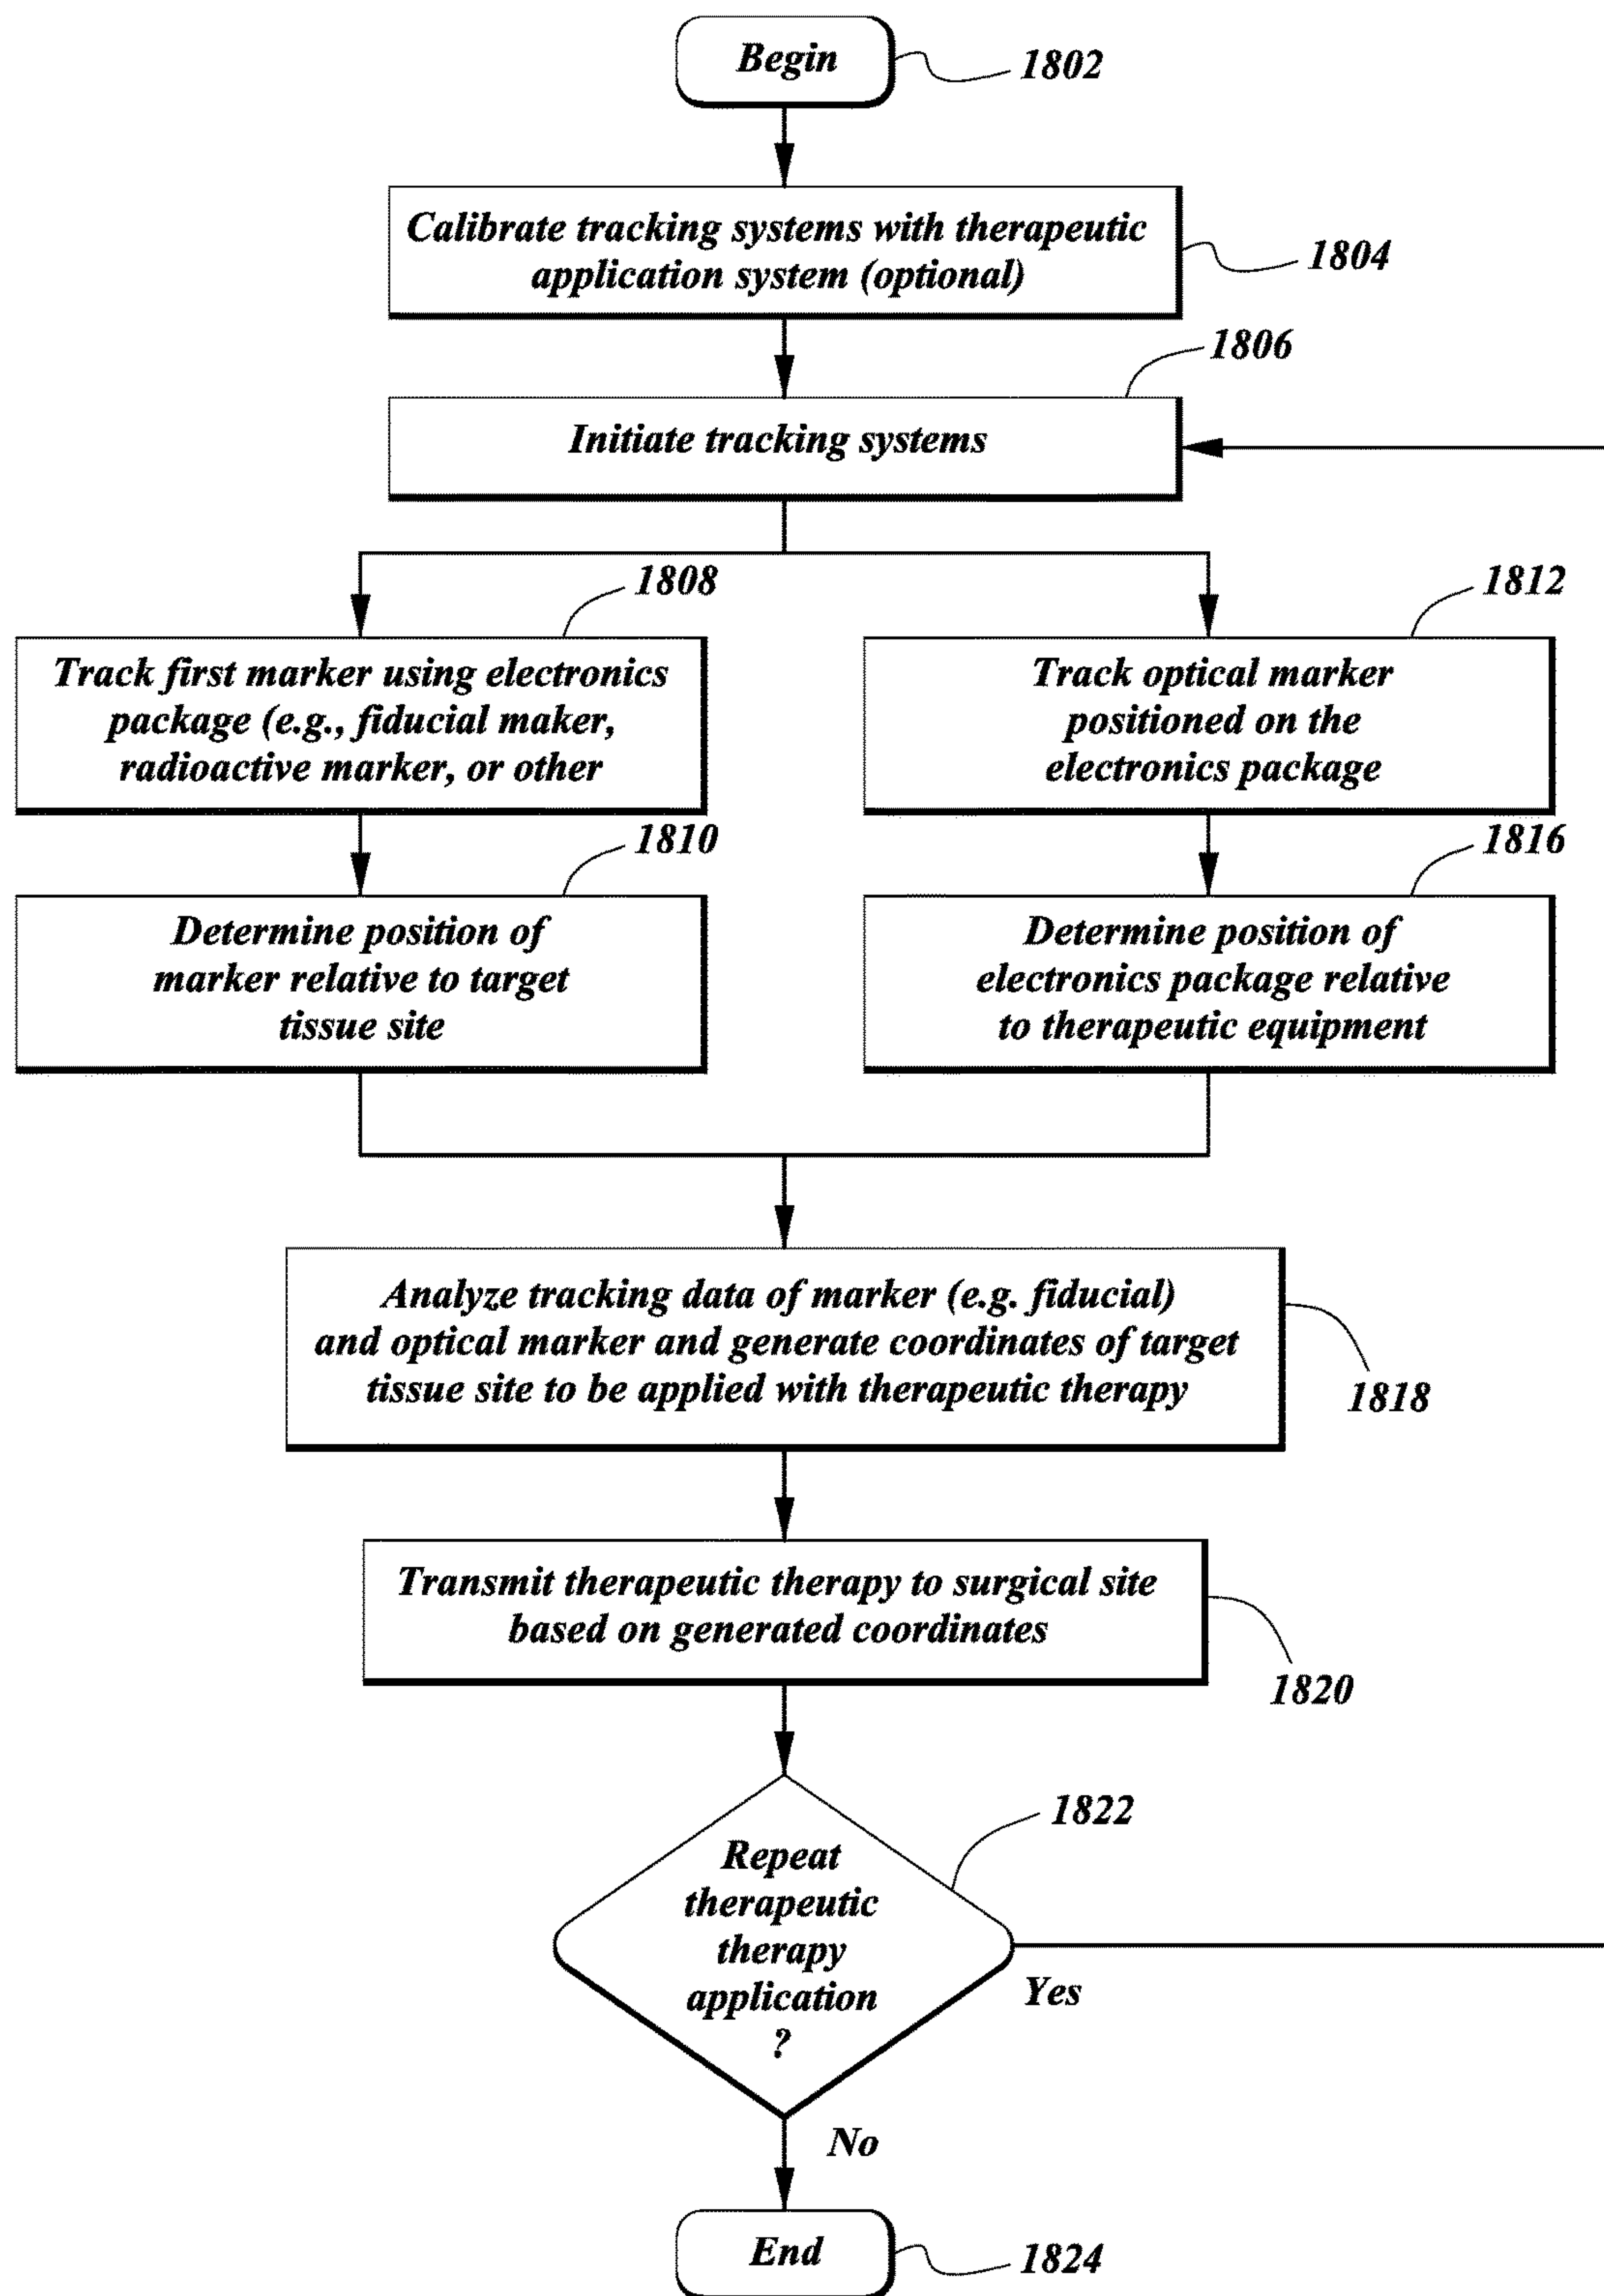 Begin
1802
Calibrate tracking systems with therapeutic
application system (optional)
1804
1806
Initiate tracking systems
1808
Track first marker using electronics
package (e.g., fiducial maker,
radioactive marker, or other
1812
Track optical marker
positioned on the
electronics package
1810
Determine position of
marker relative to target
tissue site
1816
Determine position of
electronics package relative
to therapeutic equipment
Analyze tracking data of marker (e.g. fiducial)
and optical marker and generate coordinates of target
tissue site to be applied with therapeutic therapy
1818
Transmit therapeutic therapy to surgical site
based on generated coordinates
1820
1822
Repeat
therapeutic
therapy
application
?
Yes
No
End
1824